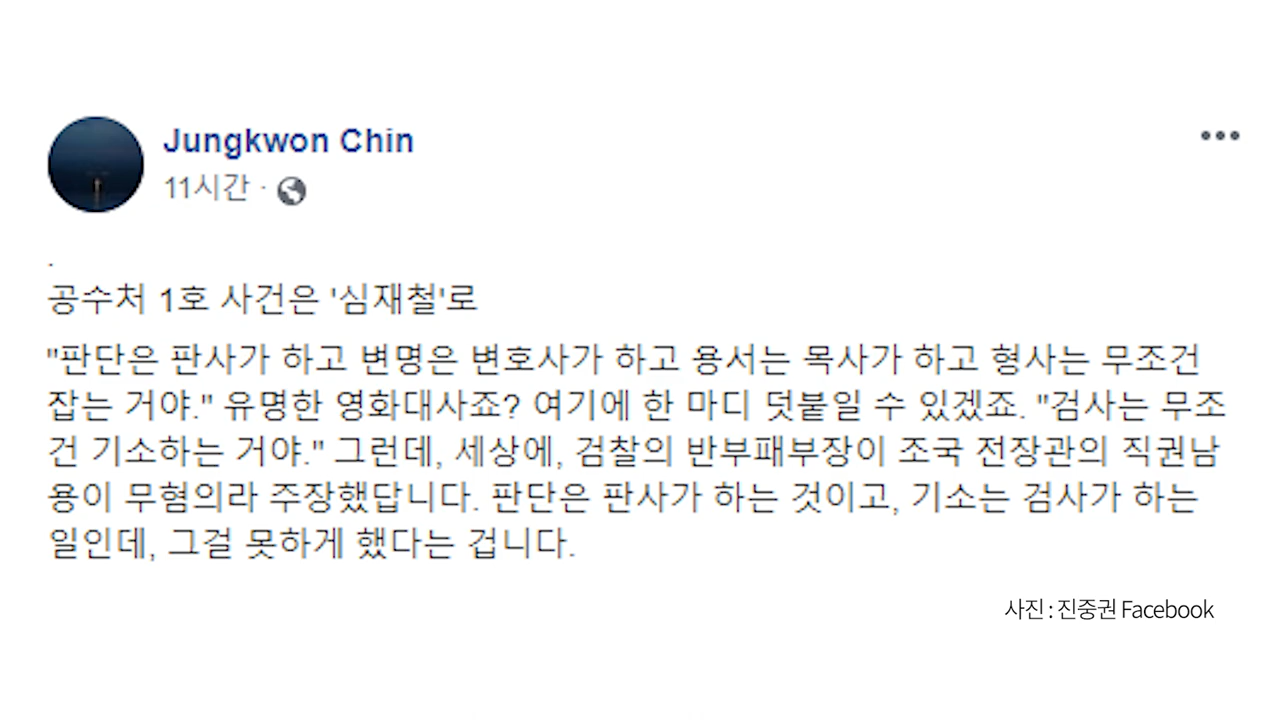 Jungkwon Chin
11시간 ·
.
공수처 1호 사건은 '심재철'로
"판단은 판사가 하고 변명은 변호사가 하고 용서는 목사가 하고 형사는 무조건
잡는 거야." 유명한 영화대사죠? 여기에 한 마디 덧붙일 수 있겠죠. "검사는 무조
건 기소하는 거야." 그런데, 세상에, 검찰의 반부패부장이 조국 전장관의 직권남
용이 무혐의라 주장했답니다. 판단은 판사가 하는 것이고, 기소는 검사가 하는
일인데, 그걸 못하게 했다는 겁니다.
사진 : 진중권 Facebook